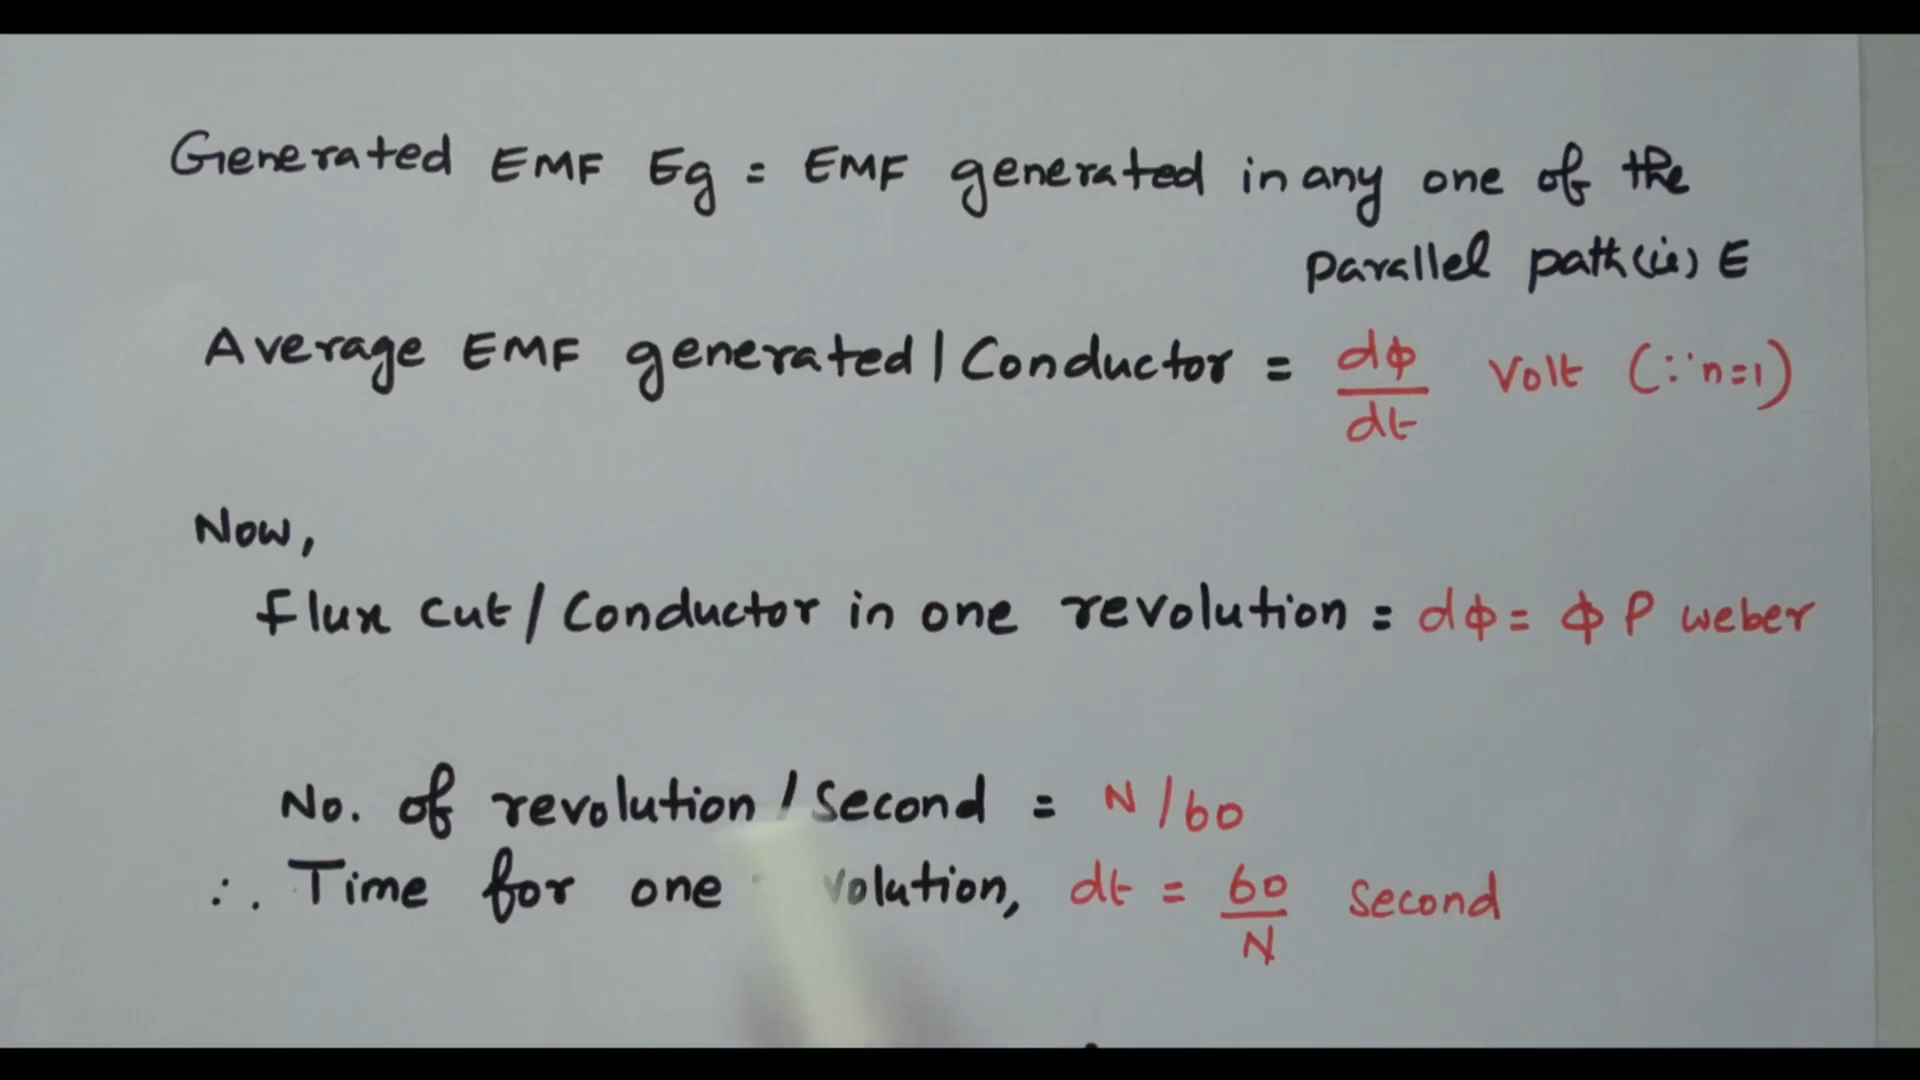 Generated EMF Eg = EMF generated in any one of the
parallel path (ie) E
Average EMF generated / Conductor = dϕ/dt Volt (∵ n=1)
Now,
Flux cut / Conductor in one revolution = dϕ = ϕ P weber
No. of revolution / Second = N/60
∴ Time for one volution, dt = 60/N Second